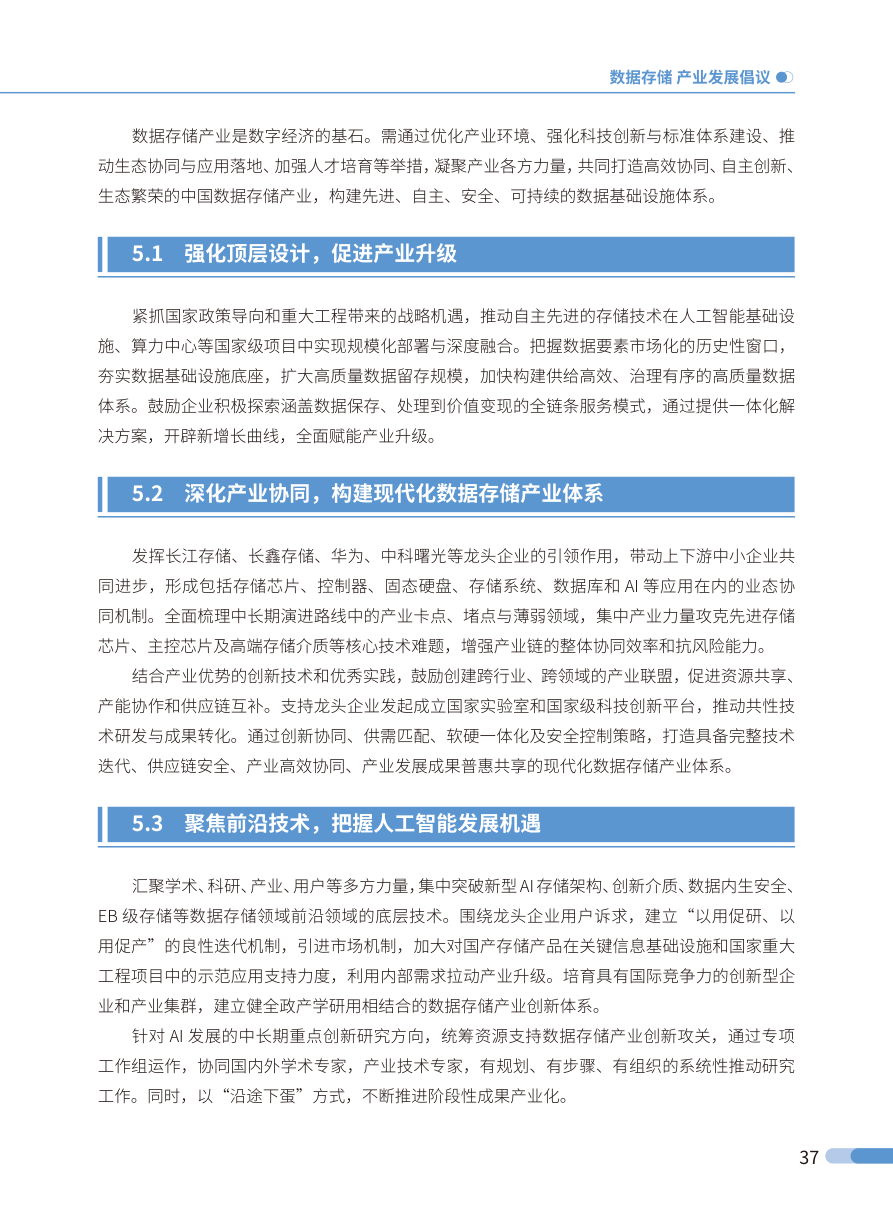 数据存储 产业发展倡议
数据存储产业是数字经济的基石。需通过优化产业环境、强化科技创新与标准体系建设、推
动生态协同与应用落地、加强人才培育等举措，凝聚产业各方力量，共同打造高效协同、自主创新、
生态繁荣的中国数据存储产业，构建先进、自主、安全、可持续的数据基础设施体系。
5.1 强化顶层设计，促进产业升级
紧抓国家政策导向和重大工程带来的战略机遇，推动自主先进的存储技术在人工智能基础设
施、算力中心等国家级项目中实现规模化部署与深度融合。把握数据要素市场化的历史性窗口，
夯实数据基础设施底座，扩大高质量数据留存规模，加快构建供给高效、治理有序的高质量数据
体系。鼓励企业积极探索涵盖数据保存、处理到价值变现的全链条服务模式，通过提供一体化解
决方案，开辟新增长曲线，全面赋能产业升级。
5.2 深化产业协同，构建现代化数据存储产业体系
发挥长江存储、长鑫存储、华为、中科曙光等龙头企业的引领作用，带动上下游中小企业共
同进步，形成包括存储芯片、控制器、固态硬盘、存储系统、数据库和 AI 等应用在内的业态协
同机制。全面梳理中长期演进路线中的产业卡点、堵点与薄弱领域，集中产业力量攻克先进存储
芯片、主控芯片及高端存储介质等核心技术难题，增强产业链的整体协同效率和抗风险能力。
结合产业优势的创新技术和优秀实践，鼓励创建跨行业、跨领域的产业联盟，促进资源共享、
产能协作和供应链互补。支持龙头企业发起成立国家实验室和国家级科技创新平台，推动共性技
术研发与成果转化。通过创新协同、供需匹配、软硬一体化及安全控制策略，打造具备完整技术
迭代、供应链安全、产业高效协同、产业发展成果普惠共享的现代化数据存储产业体系。
5.3 聚焦前沿技术，把握人工智能发展机遇
汇聚学术、科研、产业、用户等多方力量，集中突破新型 AI 存储架构、创新介质、数据内生安全、
EB 级存储等数据存储领域前沿领域的底层技术。围绕龙头企业用户诉求，建立“以用促研、以
用促产”的良性迭代机制，引进市场机制，加大对国产存储产品在关键信息基础设施和国家重大
工程项目中的示范应用支持力度，利用内部需求拉动产业升级。培育具有国际竞争力的创新型企
业和产业集群，建立健全政产学研用相结合的数据存储产业创新体系。
针对 AI 发展的中长期重点创新研究方向，统筹资源支持数据存储产业创新攻关，通过专项
工作组运作，协同国内外学术专家，产业技术专家，有规划、有步骤、有组织的系统性推动研究
工作。同时，以“沿途下蛋”方式，不断推进阶段性成果产业化。
37